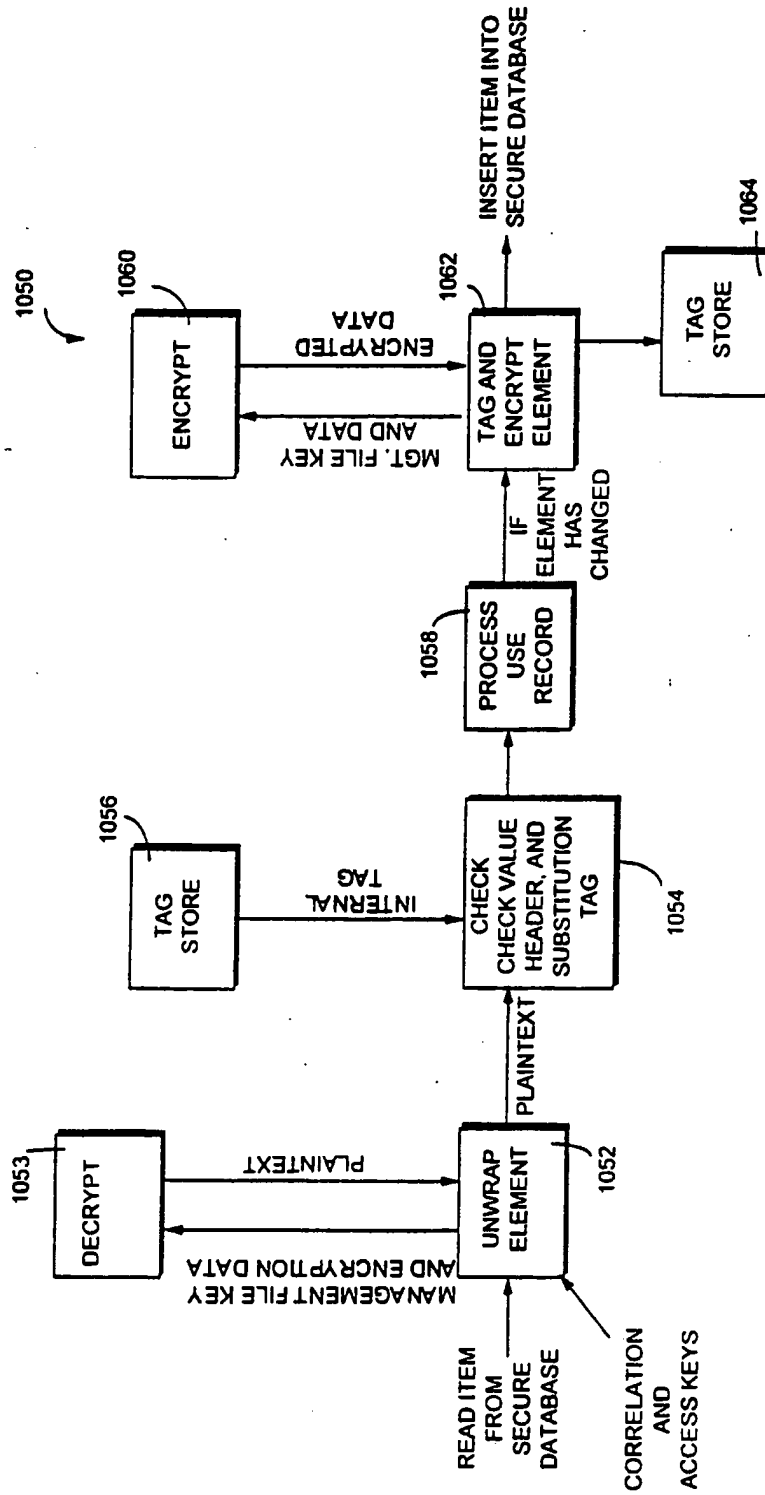 1050
1053
DECRYPT
MANAGEMENT FILE KEY
AND ENCRYPTION DATA
PLAINTEXT
READ ITEM
FROM
SECURE
DATABASE
CORRELATION
AND
ACCESS KEYS
UNWRAP
ELEMENT
1052
PLAINTEXT
1056
TAG
STORE
INTERNAL
TAG
CHECK
CHECK VALUE
HEADER, AND
SUBSTITUTION
TAG
1054
1058
PROCESS
USE
RECORD
IF
ELEMENT
HAS
CHANGED
1060
ENCRYPT
MGT. FILE KEY
AND DATA
ENCRYPTED
DATA
1062
TAG AND
ENCRYPT
ELEMENT
INSERT ITEM INTO
SECURE DATABASE
TAG
STORE
1064